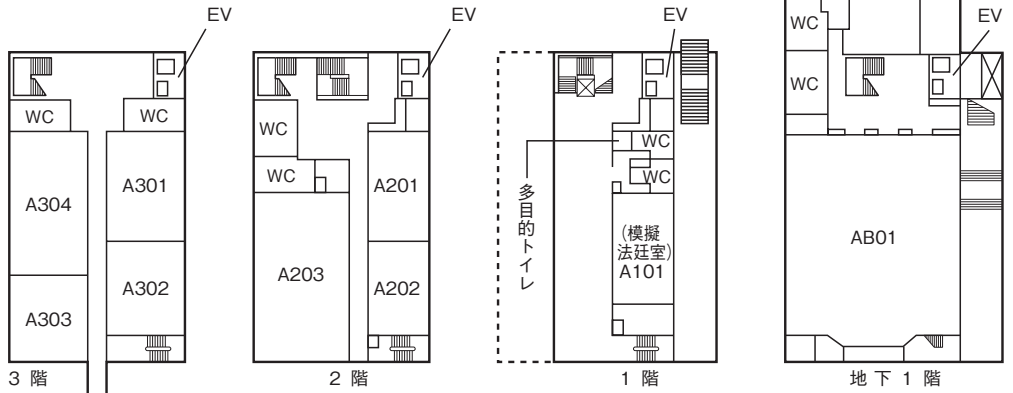 EV
WC
WC
A304
A301
A303
A302
3 階
EV
WC
WC
A201
A203
A202
2 階
EV
WC
WC
多目的トイレ
(模擬
法廷室)
A101
1 階
EV
WC
WC
AB01
地下 1 階